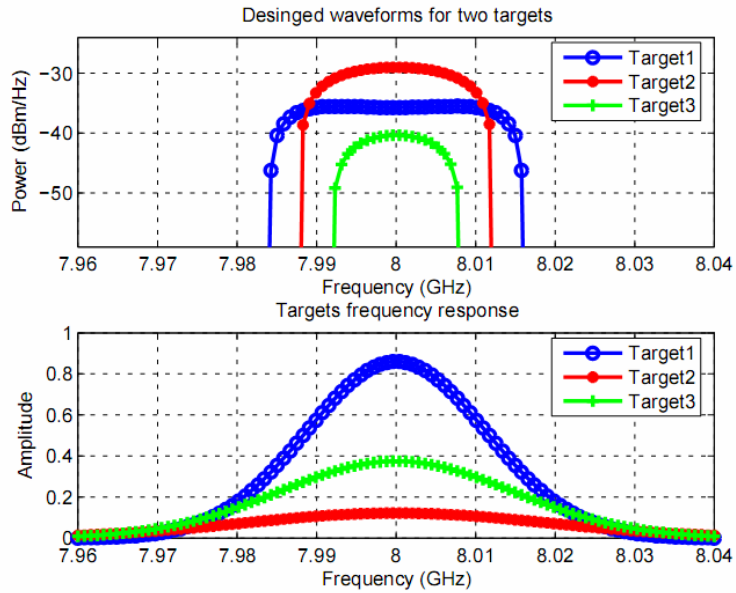 Desinged waveforms for two targets
Power (dBm/Hz)
−30
−40
−50
Target1
Target2
Target3
7.96 7.97 7.98 7.99 8 8.01 8.02 8.03 8.04
Frequency (GHz)
Targets frequency response
Amplitude
1
0.8
0.6
0.4
0.2
0
Target1
Target2
Target3
7.96 7.97 7.98 7.99 8 8.01 8.02 8.03 8.04
Frequency (GHz)